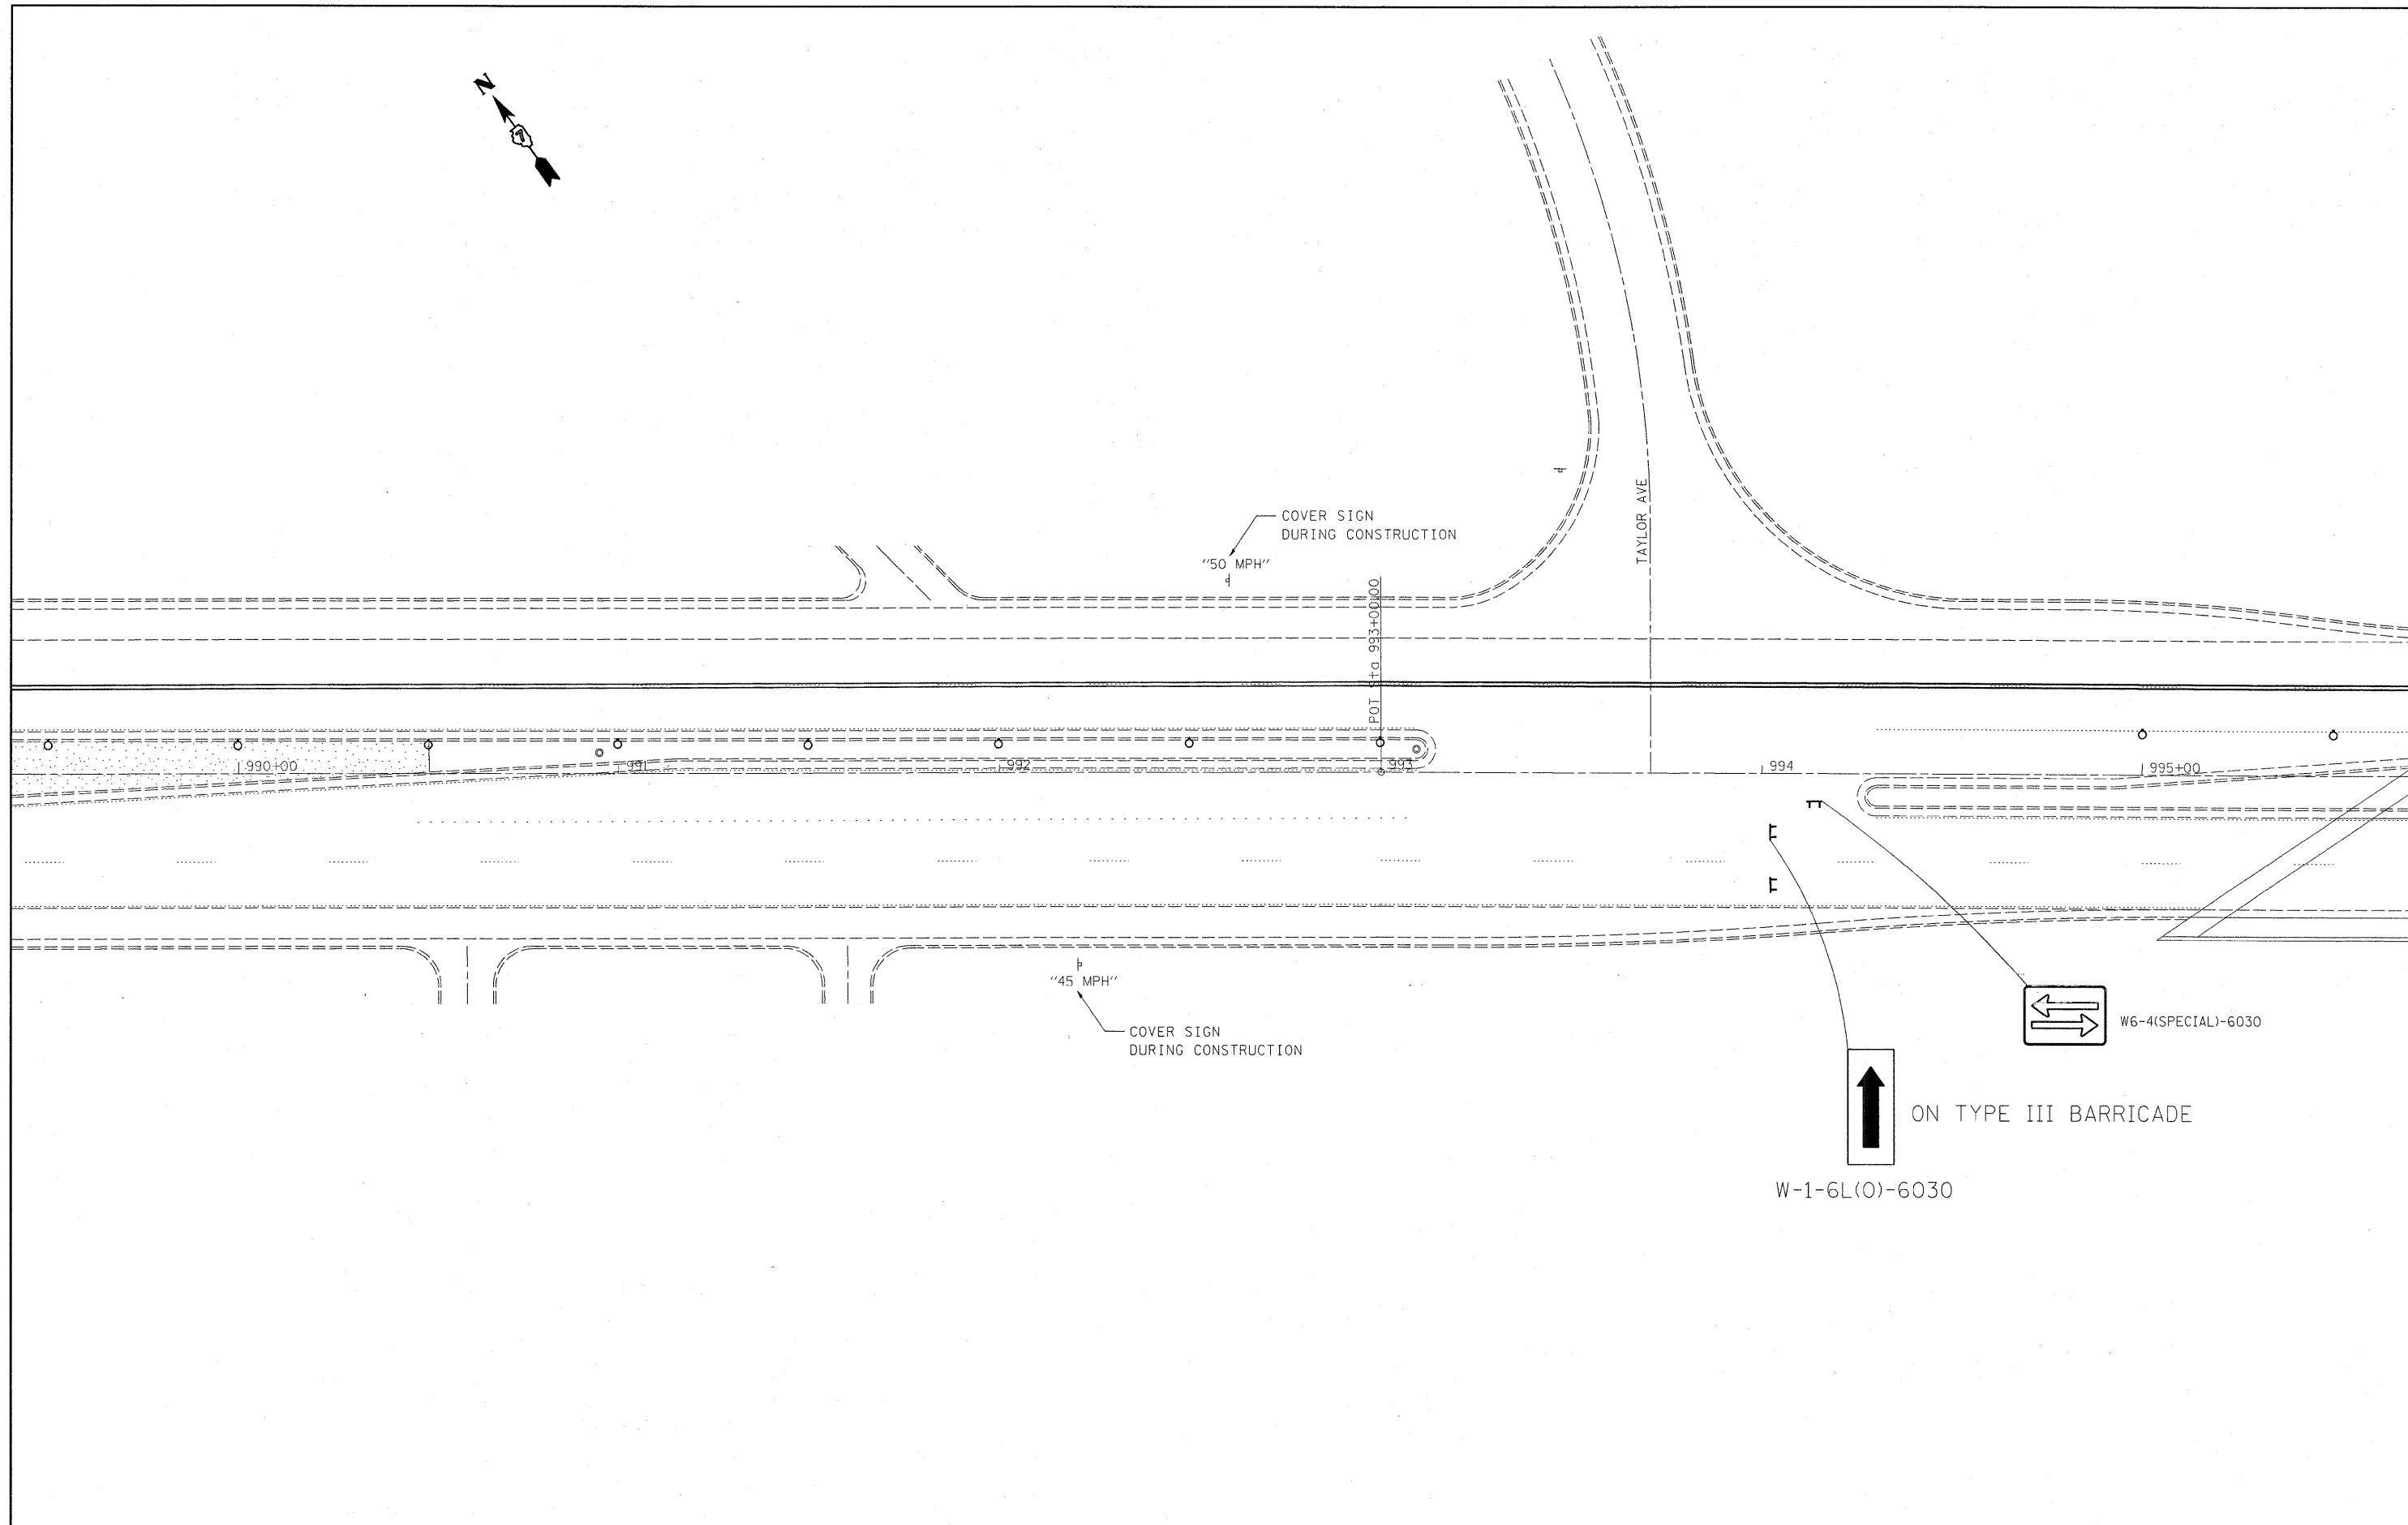 N
7
COVER SIGN
DURING CONSTRUCTION
"50 MPH"
TAYLOR AVE
POT Sta 993+00.00
990+00
991
992
993
994
995+00
"45 MPH"
COVER SIGN
DURING CONSTRUCTION
W6-4(SPECIAL)-6030
ON TYPE III BARRICADE
W-1-6L(O)-6030